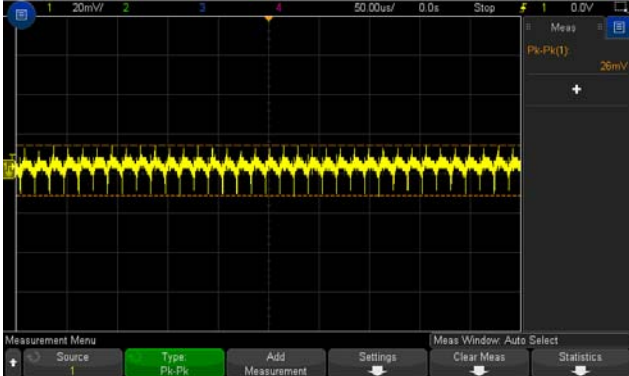 1 20mV/ 2 3 4 50.00us/ 0.0s Stop 1 0.0V
Meas
Pk-Pk(1):
26mV
Measurement Menu Meas Window: Auto Select
Source Type: Add Settings Clear Meas Statistics
1 Pk-Pk Measurement